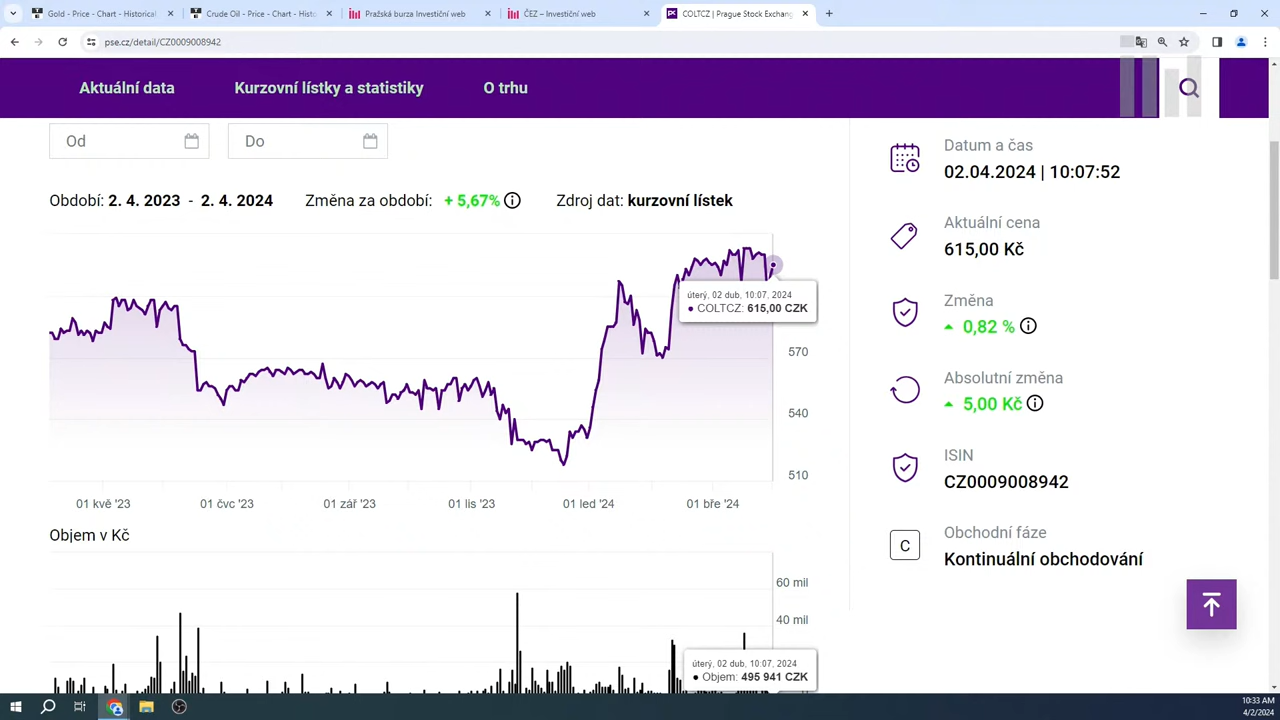 Gold - Price - Chart - Historical
Crude Oil - Price - Chart - Histo
Pražská burza Investiční web
ČEZ – Investiční web
COLTCZ | Prague Stock Exchang
pse.cz/detail/CZ0009008942
Aktuální data
Kurzovní lístky a statistiky
O trhu
Od
Do
Období: 2. 4. 2023 - 2. 4. 2024
Změna za období: + 5,67%
Zdroj dat: kurzovní lístek
úterý, 02 dub, 10:07, 2024
● COLTCZ: 615,00 CZK
570
540
510
01 kvě '23
01 čvc '23
01 zář '23
01 lis '23
01 led '24
01 bře '24
Objem v Kč
60 mil
40 mil
úterý, 02 dub, 10:07, 2024
● Objem: 495 941 CZK
Datum a čas
02.04.2024 | 10:07:52
Aktuální cena
615,00 Kč
Změna
0,82 %
Absolutní změna
5,00 Kč
ISIN
CZ0009008942
Obchodní fáze
C
Kontinuální obchodování
10:33 AM
4/2/2024